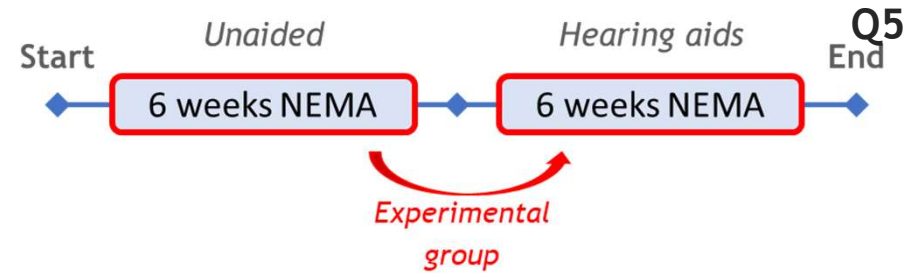 Q5
Unaided
Hearing aids
Start
End
6 weeks NEMA
6 weeks NEMA
Experimental
group